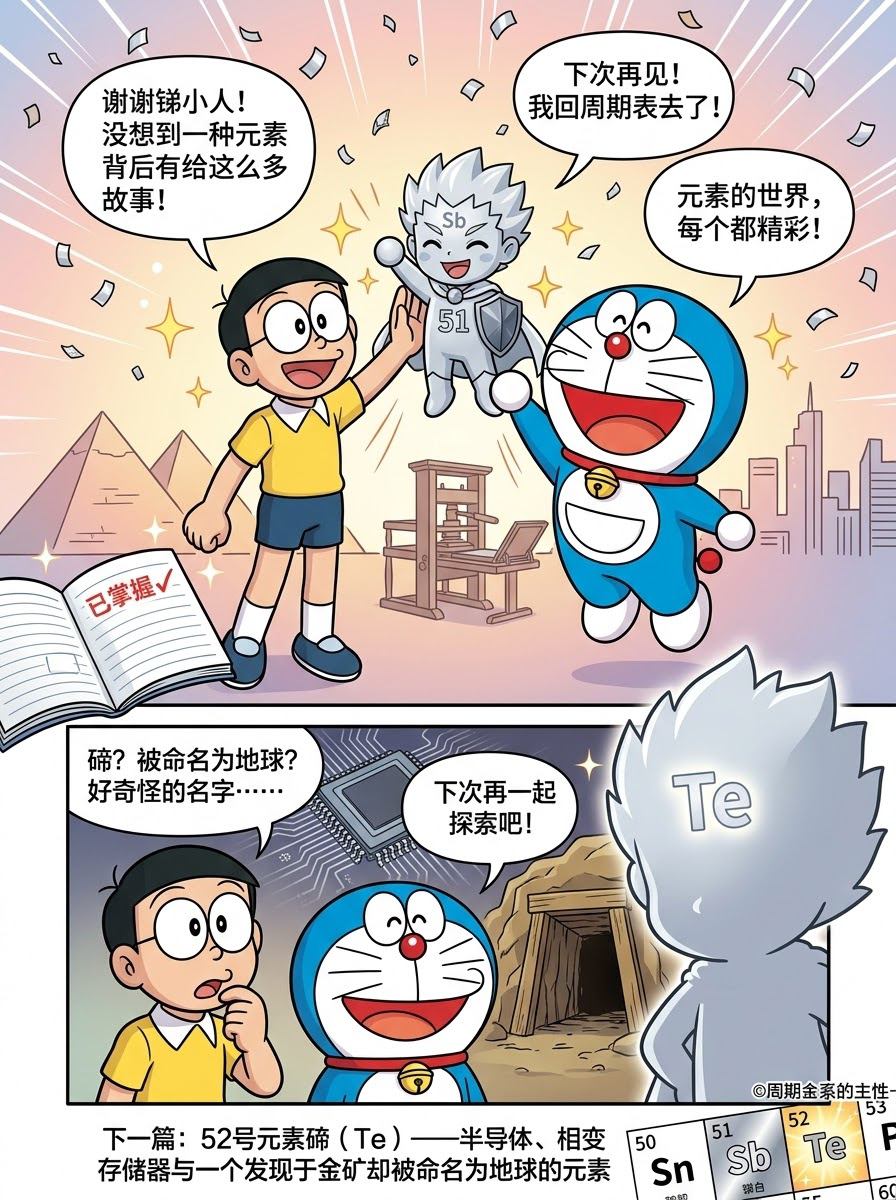 谢谢锑小人！
没想到一种元素
背后有给这么多
故事！
下次再见！
我回周期表去了！
元素的世界，
每个都精彩！
Sb
51
已掌握✓
碲？被命名为地球？
好奇怪的名字……
下次再一起
探索吧！
Te
©周期金系的主性
下一篇：52号元素碲（Te）——半导体、相变
存储器与一个发现于金矿却被命名为地球的元素
50
Sn
51
Sb
52
Te
53